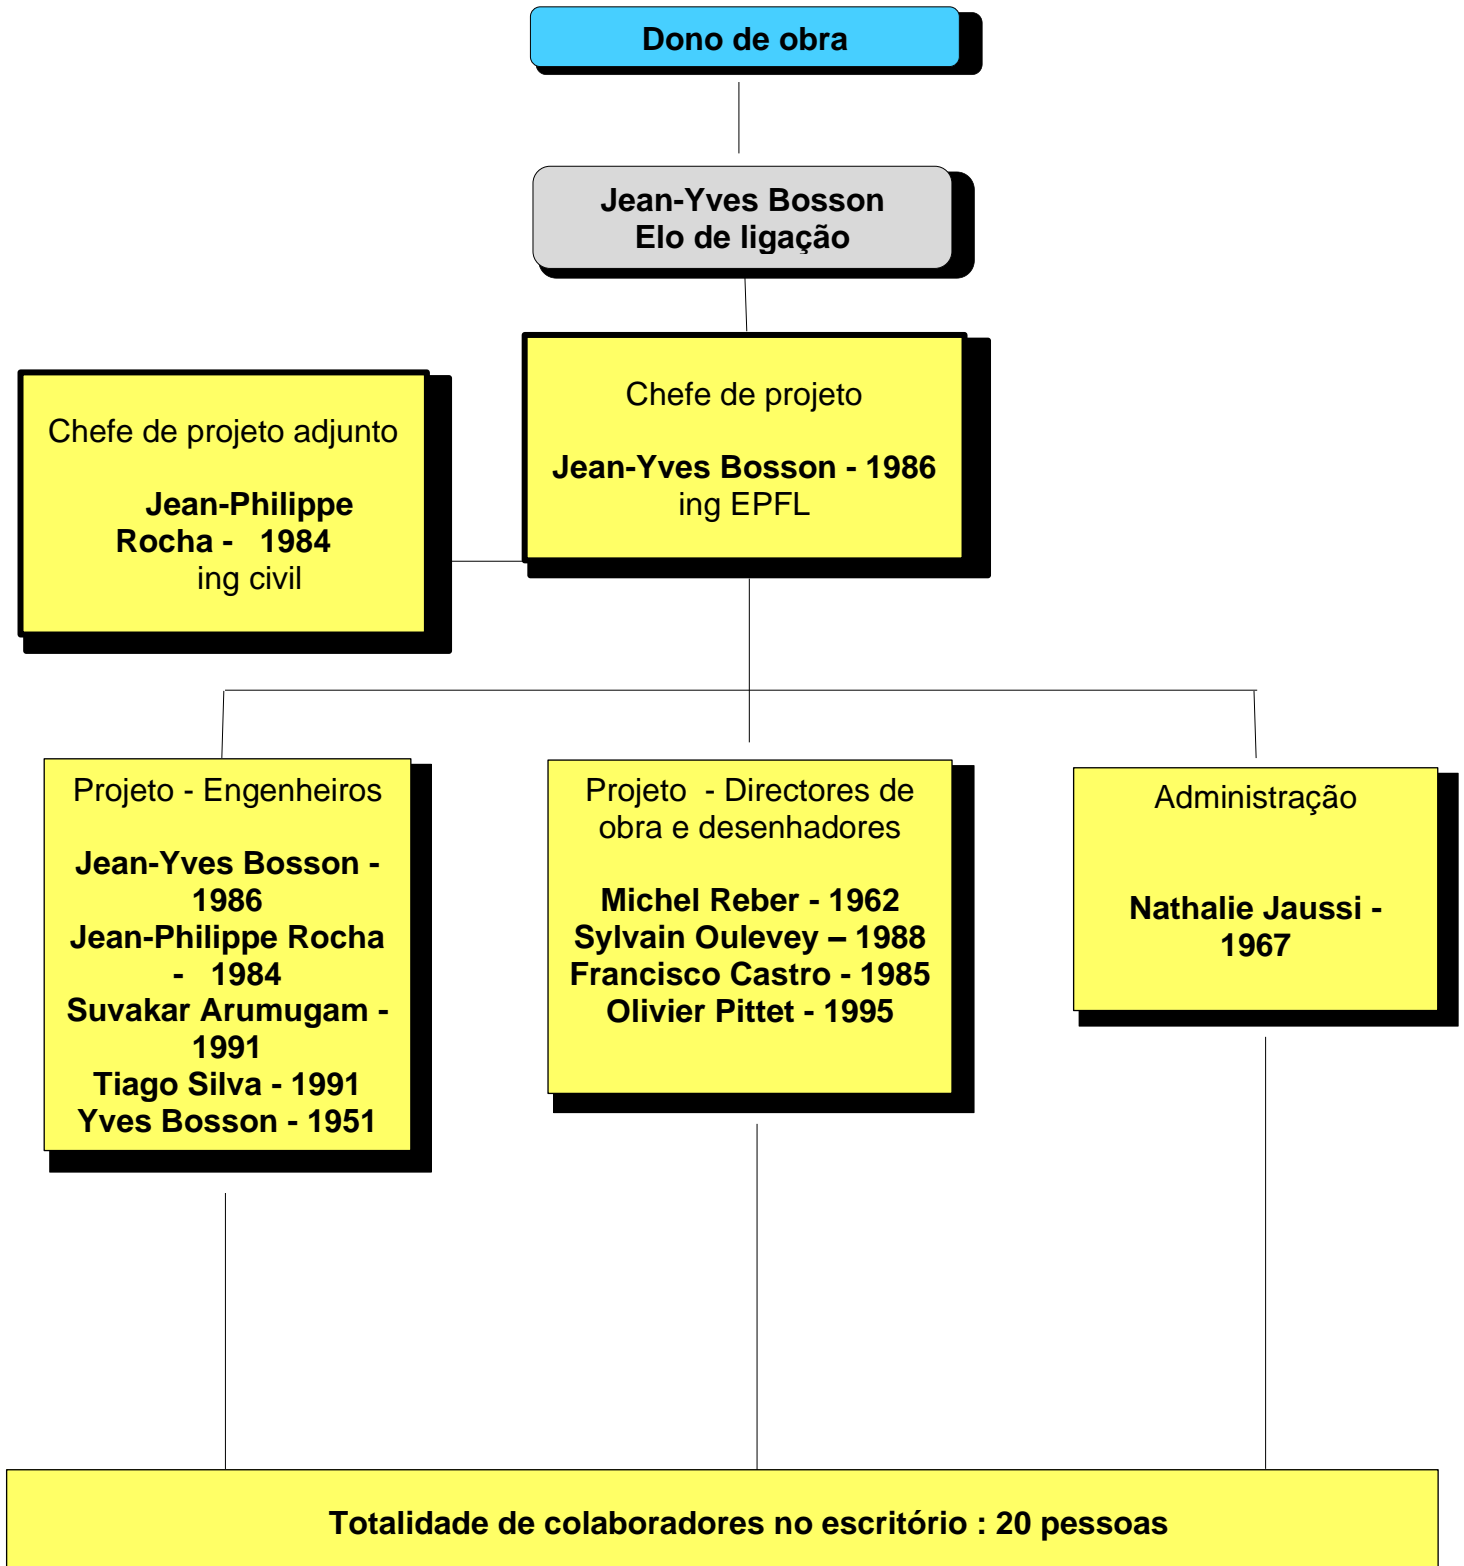 Dono de obra
Jean-Yves Bosson
Elo de ligação
Chefe de projeto
Jean-Yves Bosson - 1986
ing EPFL
Chefe de projeto adjunto
Jean-Philippe
Rocha -   1984
ing civil
Projeto - Engenheiros
Jean-Yves Bosson -
1986
Jean-Philippe Rocha
-   1984
Suvakar Arumugam -
1991
Tiago Silva - 1991
Yves Bosson - 1951
Projeto  - Directores de
obra e desenhadores
Michel Reber - 1962
Sylvain Oulevey – 1988
Francisco Castro - 1985
Olivier Pittet - 1995
Administração
Nathalie Jaussi -
1967
Totalidade de colaboradores no escritório : 20 pessoas